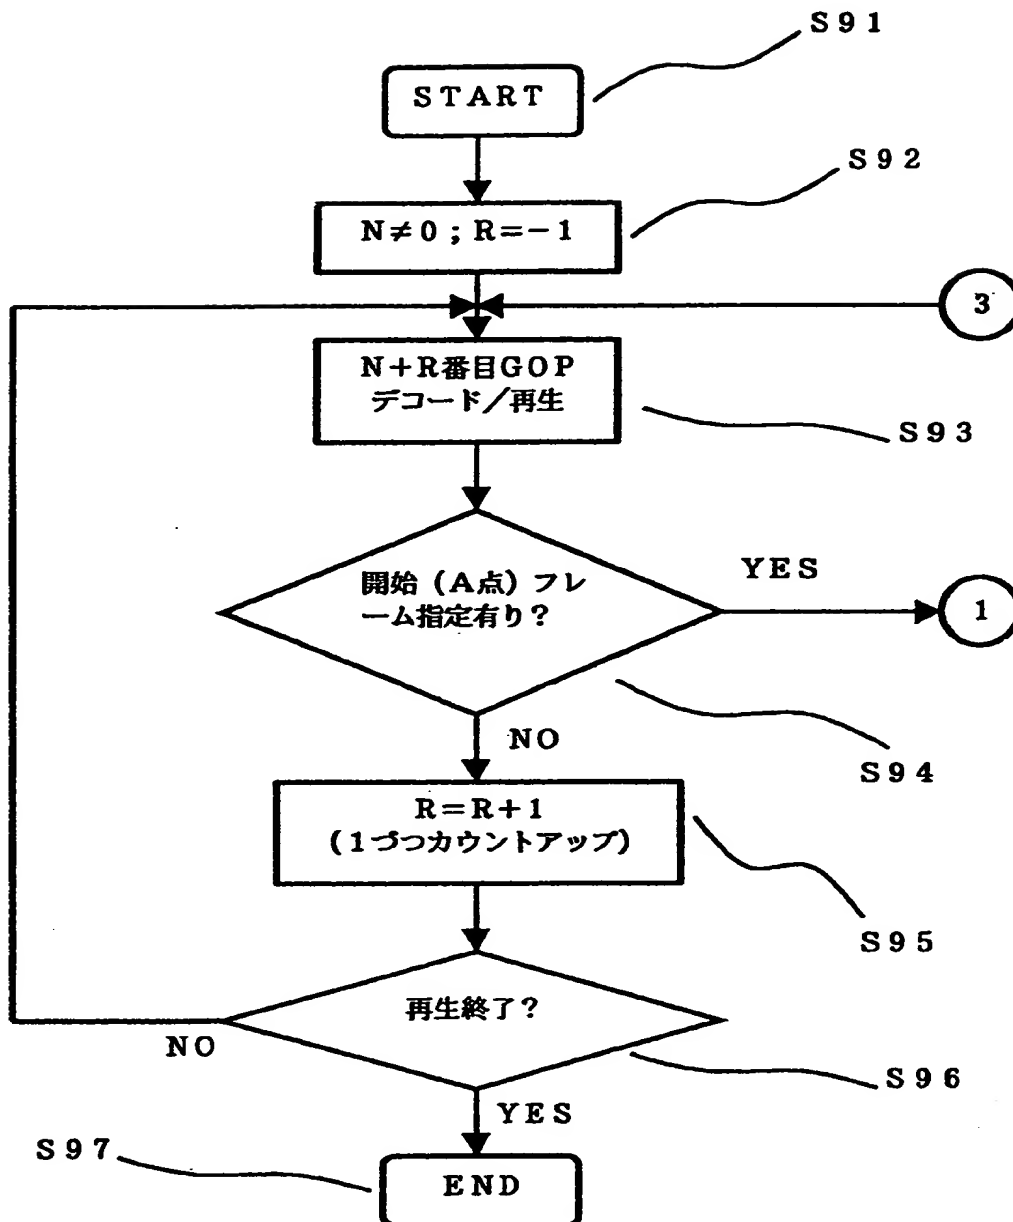 S91
START
S92
N≠0;R=-1
3
N+R番目GOP
デコード/再生
S93
開始(A点)フレ
ーム指定有り?
YES
1
NO
S94
R=R+1
(1づつカウントアップ)
S95
再生終了?
NO
S96
YES
S97
END